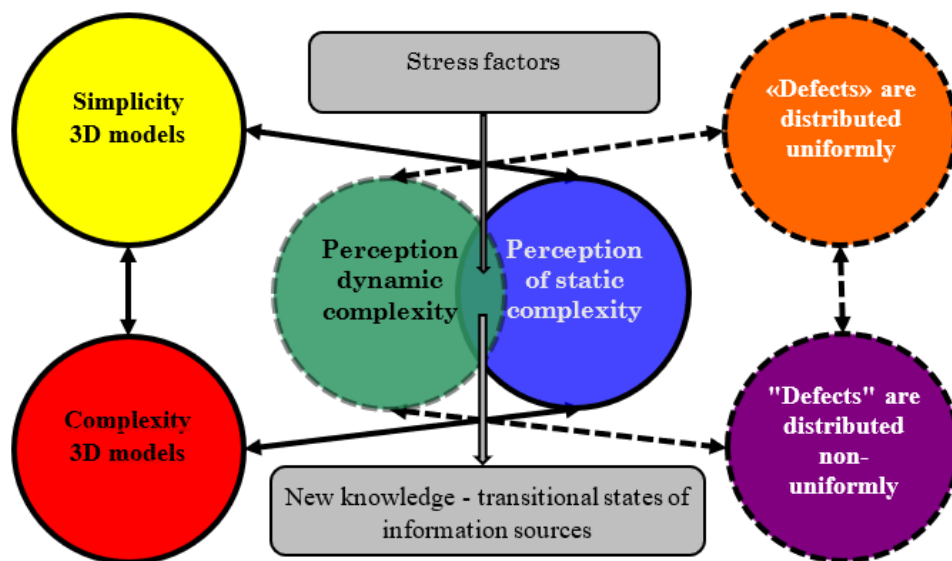 Simplicity
3D models
Stress factors
«Defects» are
distributed
uniformly
Perception
dynamic
complexity
Perception
of static
complexity
Complexity
3D models
New knowledge - transitional states of
information sources
"Defects" are
distributed
non-
uniformly